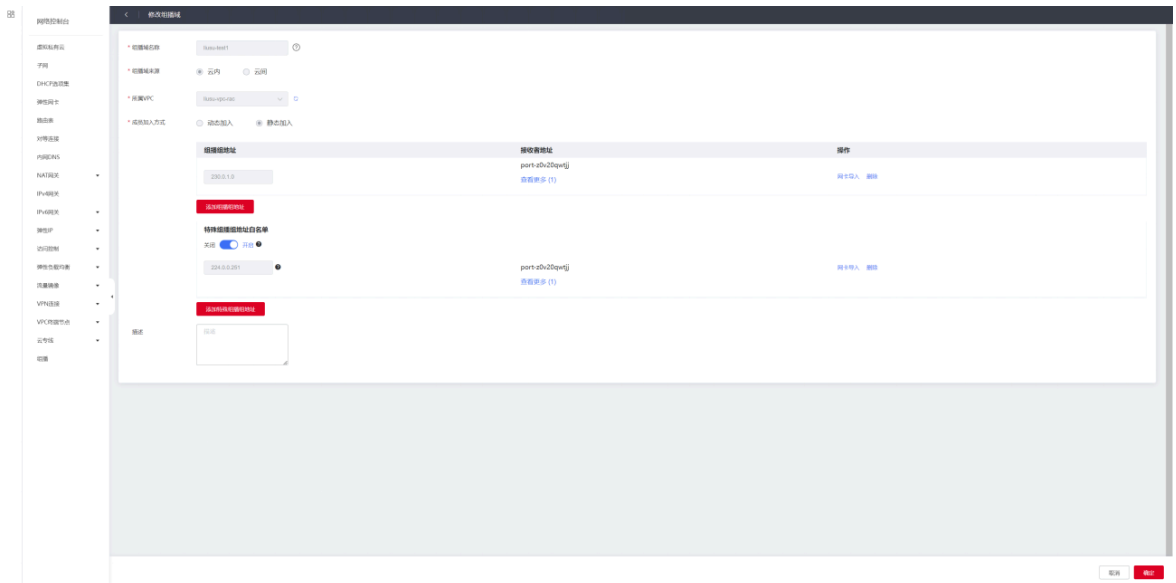 网络控制台
虚拟私有云
子网
DHCP选项集
弹性网卡
路由表
对等连接
内网DNS
NAT网关
IPv4网关
IPv6网关
弹性IP
访问控制
弹性负载均衡
流量镜像
VPN连接
VPC终端节点
云专线
组播
修改组播域
* 组播域名称
liuxu-test1
* 组播域来源 云内 云间
* 所属VPC
* 成员加入方式 动态加入 静态加入
组播组地址 接收者地址 操作
230.0.1.0 port-z0v20qwtjj 网卡导入 删除
查看更多 (1)
添加组播组地址
特殊组播组地址白名单
关闭 开启
224.0.0.251 port-z0v20qwtjj 网卡导入 删除
查看更多 (1)
添加特殊组播组地址
描述
取消 确定